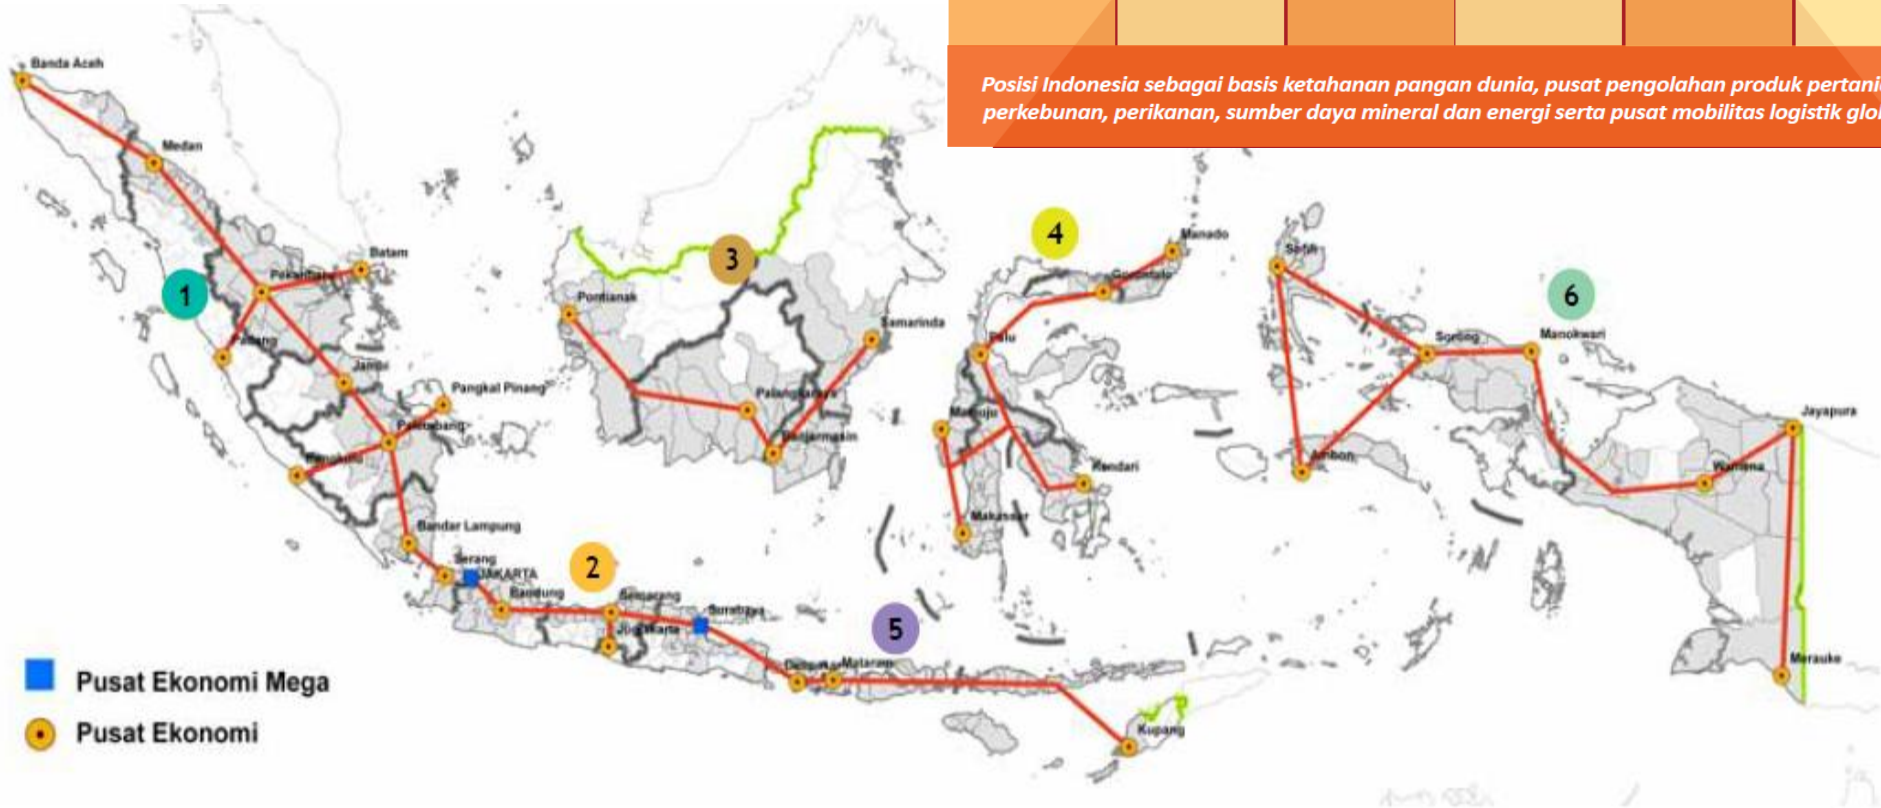 Posisi Indonesia sebagai basis ketahanan pangan dunia, pusat pengolahan produk pertani
perkebunan, perikanan, sumber daya mineral dan energi serta pusat mobilitas logistik glo
Banda Aceh
Medan
Batam
Pekanbaru
1
Padang
Jambi
Pangkal Pinang
Palembang
Bengkulu
Bandar Lampung
Serang
JAKARTA
Bandung
2
Semarang
Jogjakarta
Surabaya
3
Pontianak
Samarinda
Palangkaraya
Banjarmasin
4
Manado
Gorontalo
Palu
Mamuju
Kendari
Makassar
5
Denpasar
Mataram
Kupang
6
Sofifi
Sorong
Manokwari
Ambon
Jayapura
Wamena
Merauke
Pusat Ekonomi Mega
Pusat Ekonomi